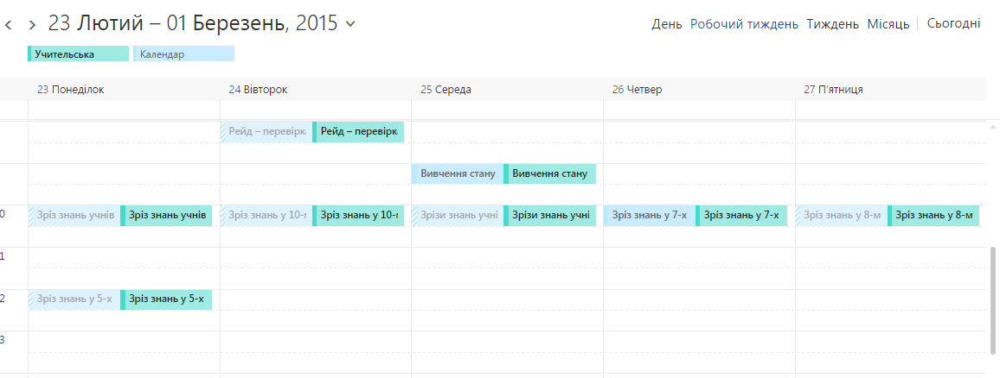 23 Лютий – 01 Березень, 2015
День Робочий тиждень Тиждень Місяць Сьогодні
Учительська Календар
23 Понеділок 24 Вівторок 25 Середа 26 Четвер 27 П'ятниця
Рейд – перевірк Рейд – перевірк
Вивчення стану Вивчення стану
0 Зріз знань учнів Зріз знань учнів Зріз знань у 10-м Зріз знань у 10-м Зрізи знань учні Зрізи знань учні Зріз знань у 7-х Зріз знань у 7-х Зріз знань у 8-м Зріз знань у 8-м
1
2 Зріз знань у 5-х Зріз знань у 5-х
3